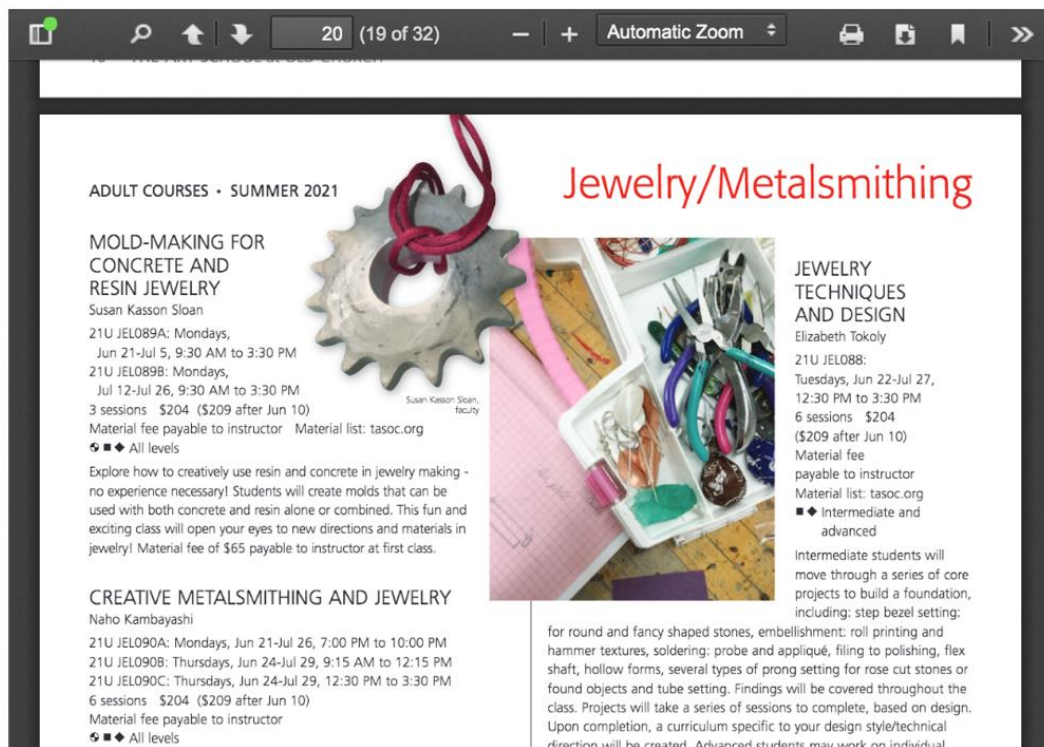 20 (19 of 32)
Automatic Zoom
THE ART SCHOOL at OLD CHURCH
ADULT COURSES • SUMMER 2021
Jewelry/Metalsmithing
MOLD-MAKING FOR
CONCRETE AND
RESIN JEWELRY
Susan Kasson Sloan
21U JEL089A: Mondays,
Jun 21-Jul 5, 9:30 AM to 3:30 PM
21U JEL089B: Mondays,
Jul 12-Jul 26, 9:30 AM to 3:30 PM
3 sessions $204 ($209 after Jun 10)
Material fee payable to instructor Material list: tasoc.org
■ ◆ All levels
Explore how to creatively use resin and concrete in jewelry making -
no experience necessary! Students will create molds that can be
used with both concrete and resin alone or combined. This fun and
exciting class will open your eyes to new directions and materials in
jewelry! Material fee of $65 payable to instructor at first class.
Susan Kasson Sloan,
faculty
CREATIVE METALSMITHING AND JEWELRY
Naho Kambayashi
21U JEL090A: Mondays, Jun 21-Jul 26, 7:00 PM to 10:00 PM
21U JEL090B: Thursdays, Jun 24-Jul 29, 9:15 AM to 12:15 PM
21U JEL090C: Thursdays, Jun 24-Jul 29, 12:30 PM to 3:30 PM
6 sessions $204 ($209 after Jun 10)
Material fee payable to instructor
■ ◆ All levels
JEWELRY
TECHNIQUES
AND DESIGN
Elizabeth Tokoly
21U JEL088:
Tuesdays, Jun 22-Jul 27,
12:30 PM to 3:30 PM
6 sessions $204
($209 after Jun 10)
Material fee
payable to instructor
Material list: tasoc.org
■ ◆ Intermediate and
advanced
Intermediate students will
move through a series of core
projects to build a foundation,
including: step bezel setting:
for round and fancy shaped stones, embellishment: roll printing and
hammer textures, soldering: probe and appliqué, filing to polishing, flex
shaft, hollow forms, several types of prong setting for rose cut stones or
found objects and tube setting. Findings will be covered throughout the
class. Projects will take a series of sessions to complete, based on design.
Upon completion, a curriculum specific to your design style/technical
direction will be created. Advanced students may work on individual